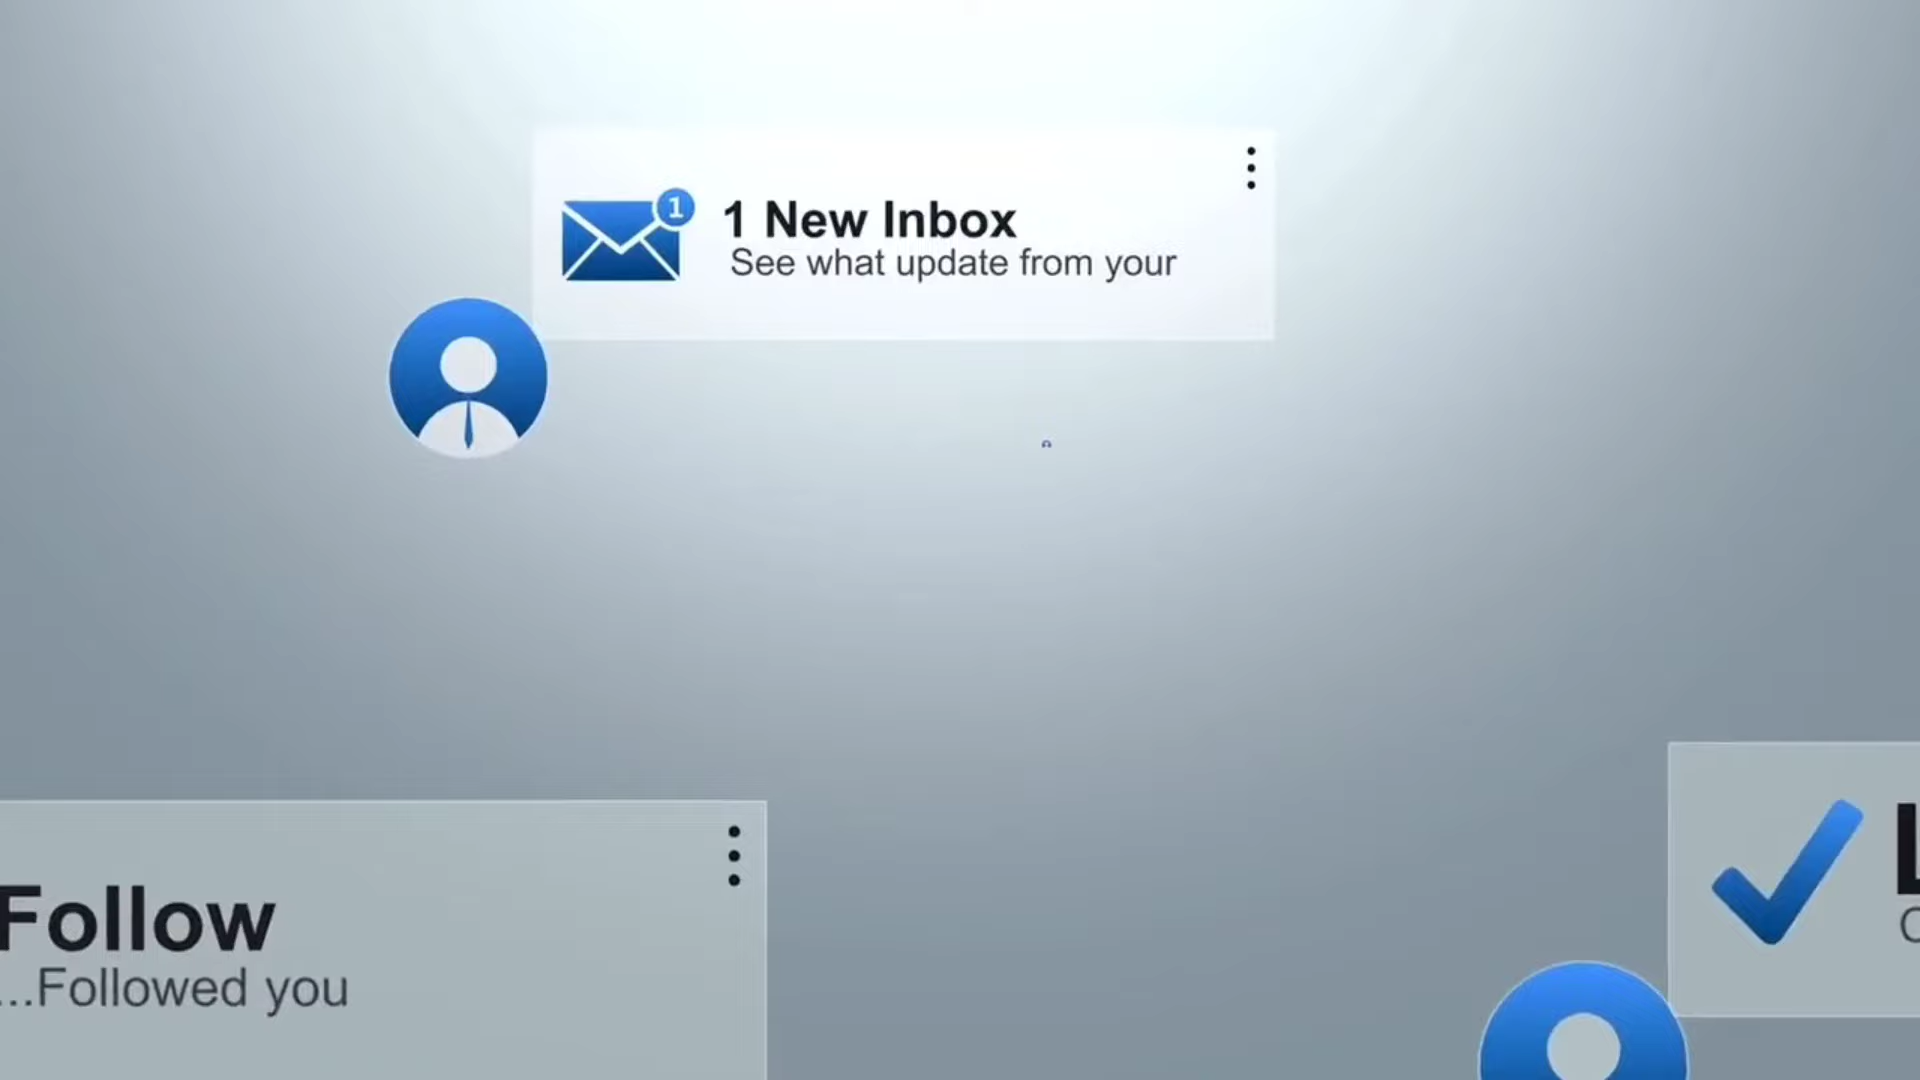 1
1 New Inbox
See what update from your
Follow
...Followed you